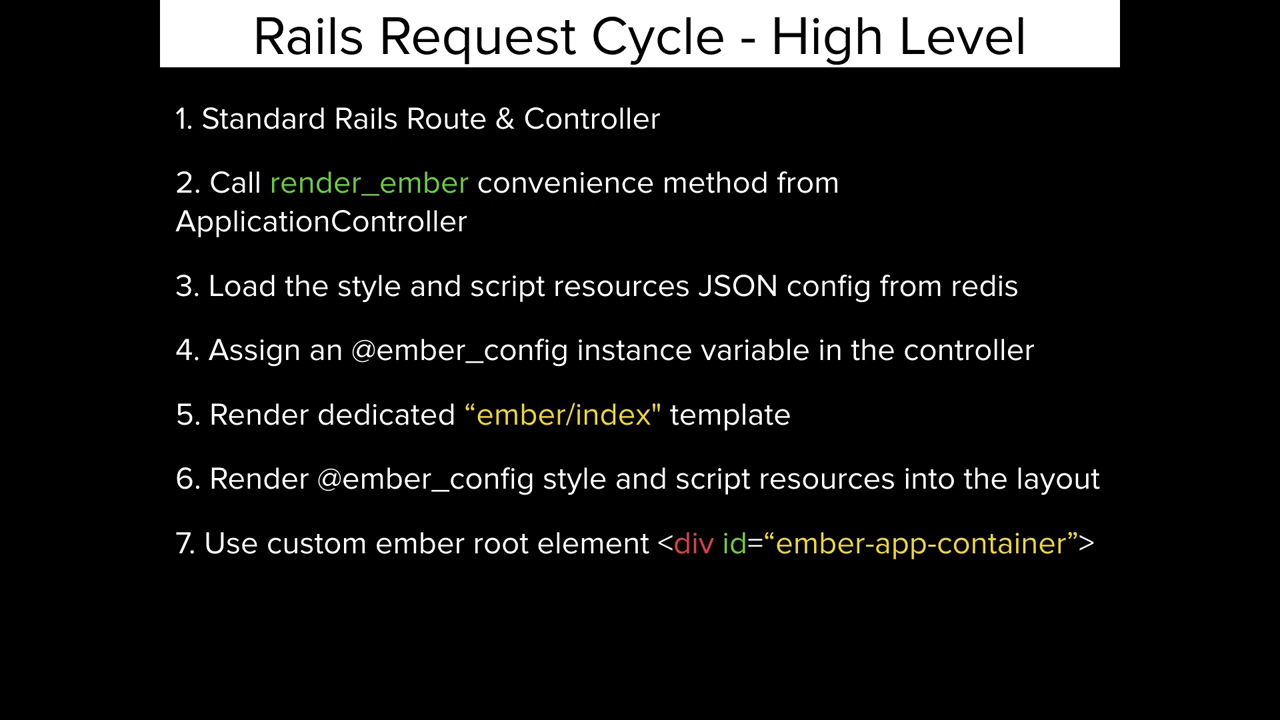 Rails Request Cycle - High Level
1. Standard Rails Route & Controller
2. Call render_ember convenience method from
ApplicationController
3. Load the style and script resources JSON config from redis
4. Assign an @ember_config instance variable in the controller
5. Render dedicated “ember/index" template
6. Render @ember_config style and script resources into the layout
7. Use custom ember root element <div id=“ember-app-container”>